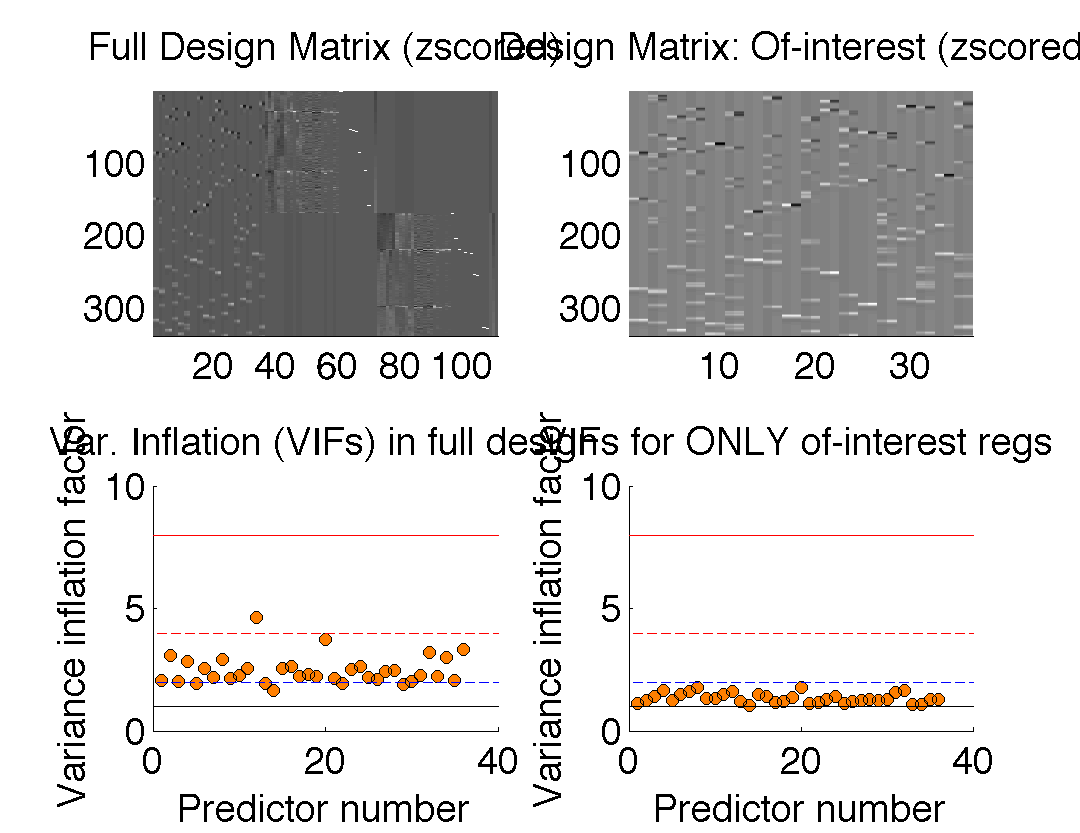 Full Design Matrix (zscored)
Design Matrix: Of-interest (zscored
100
200
300
20 40 60 80 100
100
200
300
10 20 30
Var. Inflation (VIFs) in full design
VIFs for ONLY of-interest regs
Variance inflation factor
10
5
0
0 20 40
Predictor number
Variance inflation factor
10
5
0
0 20 40
Predictor number